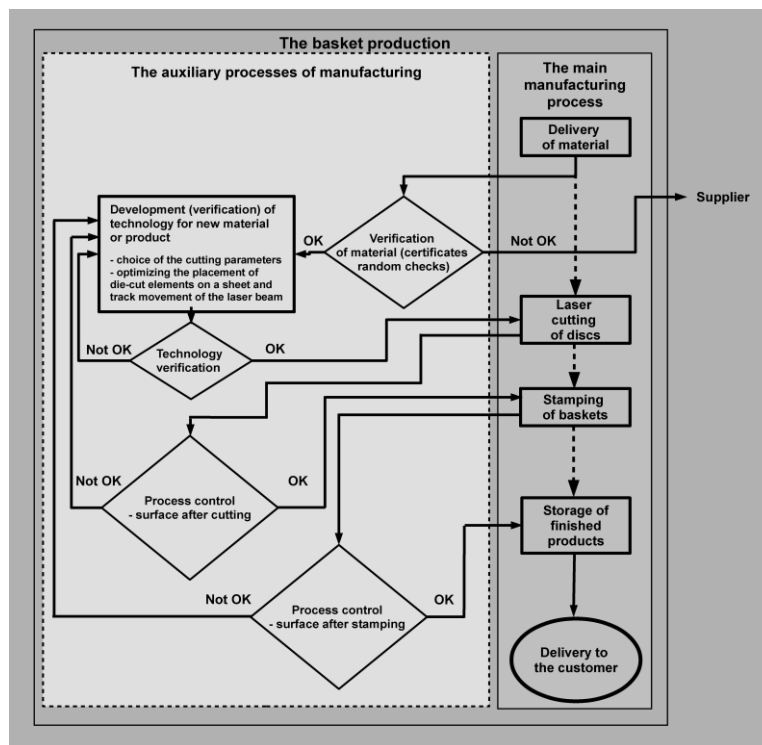 The basket production
The auxiliary processes of manufacturing
The main
manufacturing
process
Delivery
of material
Supplier
Development (verification) of
technology for new material
or product
- choice of the cutting parameters
- optimizing the placement of
die-cut elements on a sheet and
track movement of the laser beam
OK
Verification
of material (certificates
random checks)
Not OK
Laser
cutting
of discs
Not OK
Technology
verification
OK
Stamping
of baskets
Not OK
Process control
- surface after cutting
OK
Storage of
finished
products
Not OK
Process control
- surface after stamping
OK
Delivery to
the customer